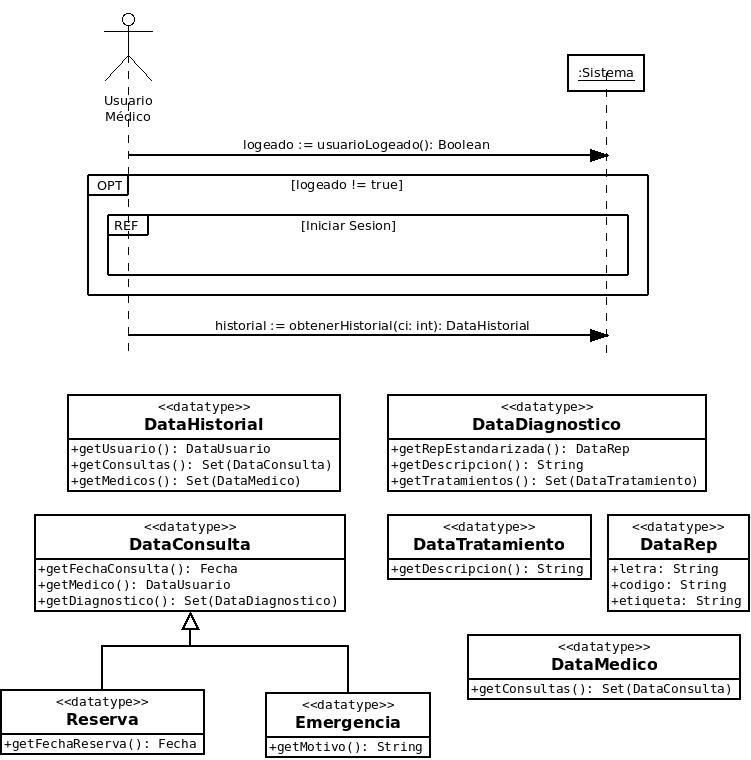 Usuario
Médico
:Sistema
logeado := usuarioLogeado(): Boolean
OPT
[logeado != true]
REF
[Iniciar Sesion]
historial := obtenerHistorial(ci: int): DataHistorial
<<datatype>>
DataHistorial
+getUsuario(): DataUsuario
+getConsultas(): Set(DataConsulta)
+getMedicos(): Set(DataMedico)
<<datatype>>
DataDiagnostico
+getRepEstandarizada(): DataRep
+getDescripcion(): String
+getTratamientos(): Set(DataTratamiento)
<<datatype>>
DataConsulta
+getFechaConsulta(): Fecha
+getMedico(): DataUsuario
+getDiagnostico(): Set(DataDiagnostico)
<<datatype>>
DataTratamiento
+getDescripcion(): String
<<datatype>>
DataRep
+letra: String
+codigo: String
+etiqueta: String
<<datatype>>
DataMedico
+getConsultas(): Set(DataConsulta)
<<datatype>>
Reserva
+getFechaReserva(): Fecha
<<datatype>>
Emergencia
+getMotivo(): String